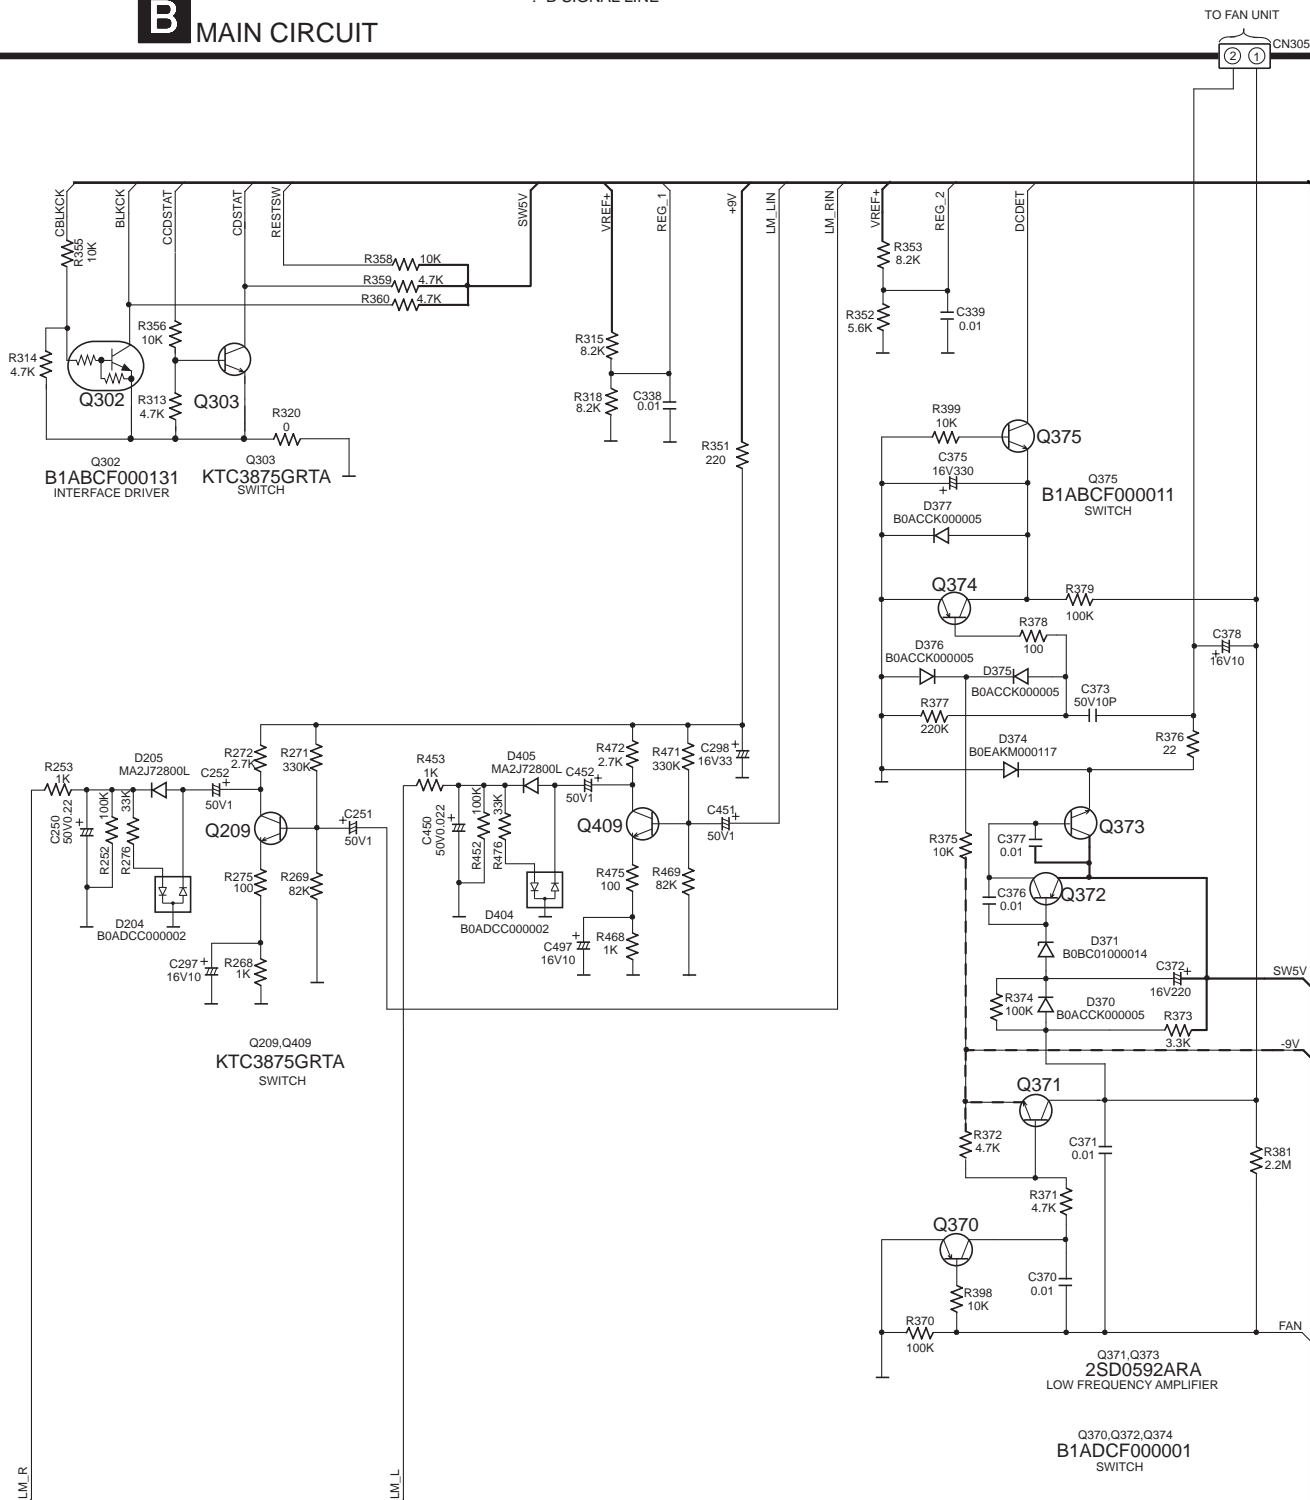 B MAIN CIRCUIT
TO FAN UNIT
CN305
2 1
CBLKCK
BLKCK
CCDSTAT
CDSTAT
RESTSW
SW5V
VREF+
REG_1
+9V
LM_LIN
LM_RIN
VREF+
REG_2
DCDET
R355
10K
R358 10K
R359 4.7K
R360 4.7K
R353
8.2K
R352
5.6K
C339
0.01
R356
10K
R314
4.7K
Q302
R313
4.7K
Q303
R320
0
R315
8.2K
R318
8.2K
C338
0.01
R351
220
Q302
B1ABCF000131
INTERFACE DRIVER
Q303
KTC3875GRTA
SWITCH
R399
10K
Q375
C375
16V330
+
D377
B0ACCK000005
Q375
B1ABCF000011
SWITCH
Q374
R379
100K
R378
100
D376
B0ACCK000005
D375
B0ACCK000005
C378
+
16V10
R377
220K
C373
50V10P
R376
22
D374
B0EAKM000117
R253
1K
D205
MA2J72800L
C252
+
50V1
R272
2.7K
R271
330K
C250
50V0.22
+
R252
100K
R276
33K
Q209
C251
+
50V1
R275
100
R269
82K
D204
B0ADCC000002
C297
16V10
+
R268
1K
R453
1K
D405
MA2J72800L
C452
+
50V1
R472
2.7K
R471
330K
C298
16V33
+
C450
50V0.022
+
R452
100K
R476
33K
Q409
C451
+
50V1
R475
100
R469
82K
D404
B0ADCC000002
C497
16V10
+
R468
1K
Q209,Q409
KTC3875GRTA
SWITCH
R375
10K
C377
0.01
Q373
C376
0.01
Q372
D371
B0BC01000014
C372
+
16V220
SW5V
R374
100K
D370
B0ACCK000005
R373
3.3K
-9V
Q371
R372
4.7K
C371
0.01
R381
2.2M
R371
4.7K
Q370
C370
0.01
R398
10K
R370
100K
FAN
Q371,Q373
2SD0592ARA
LOW FREQUENCY AMPLIFIER
Q370,Q372,Q374
B1ADCF000001
SWITCH
LM_R
LM_L